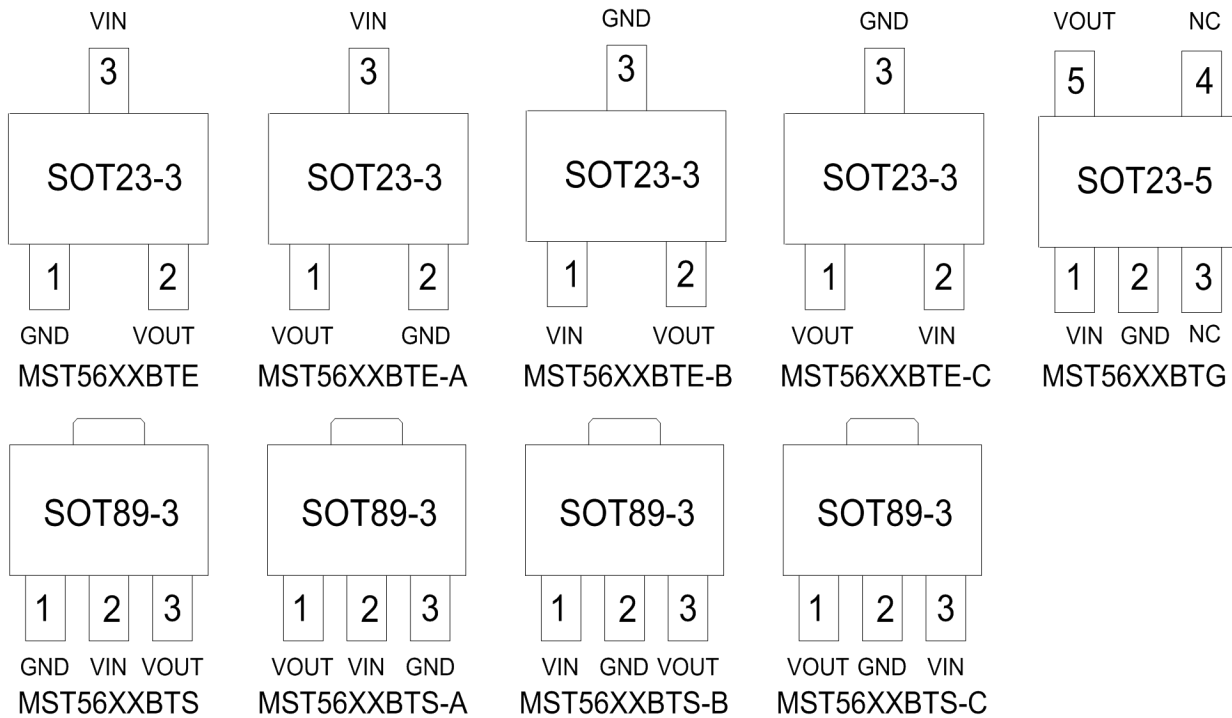 VIN VIN GND GND VOUT NC
3 3 3 3 5 4
SOT23-3 SOT23-3 SOT23-3 SOT23-3 SOT23-5
1 2 1 2 1 2 1 2 1 2 3
GND VOUT VOUT GND VIN VOUT VOUT VIN VIN GND NC
MST56XXBTE MST56XXBTE-A MST56XXBTE-B MST56XXBTE-C MST56XXBTG
SOT89-3 SOT89-3 SOT89-3 SOT89-3
1 2 3 1 2 3 1 2 3 1 2 3
GND VIN VOUT VOUT VIN GND VIN GND VOUT VOUT GND VIN
MST56XXBTS MST56XXBTS-A MST56XXBTS-B MST56XXBTS-C